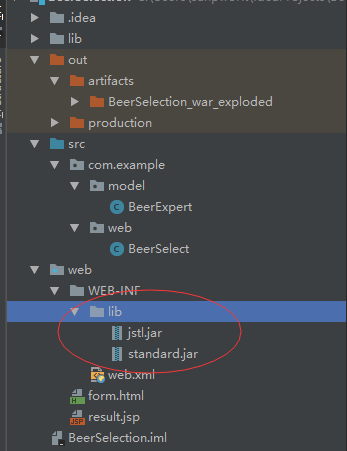 .idea
lib
out
artifacts
BeerSelection_war_exploded
production
src
com.example
model
BeerExpert
web
BeerSelect
web
WEB-INF
lib
jstl.jar
standard.jar
web.xml
form.html
result.jsp
BeerSelection.iml